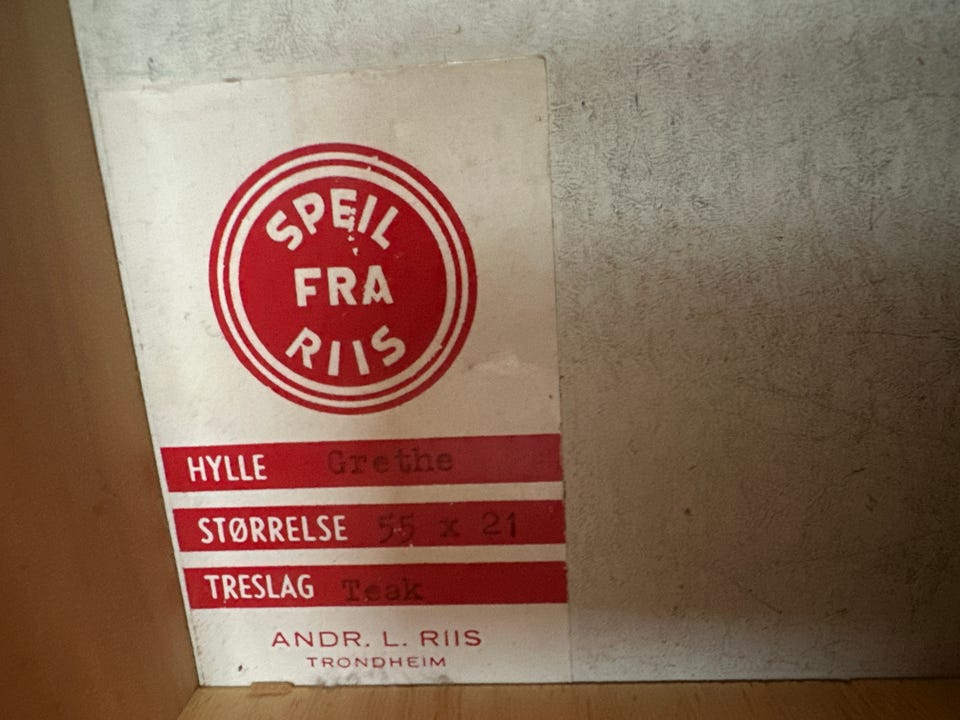 SPEIL
FRA
RIIS
HYLLE Grethe
STØRRELSE 55 x 21
TRESLAG Teak
ANDR. L. RIIS
TRONDHEIM